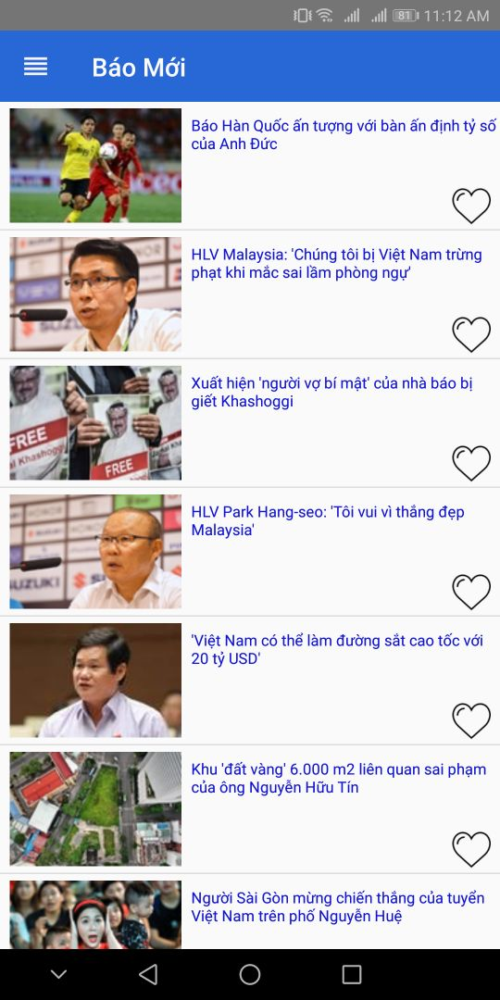 81 11:12 AM
Báo Mới
Báo Hàn Quốc ấn tượng với bàn ấn định tỷ số
của Anh Đức
HLV Malaysia: 'Chúng tôi bị Việt Nam trừng
phạt khi mắc sai lầm phòng ngự'
SUZU
Xuất hiện 'người vợ bí mật' của nhà báo bị
giết Khashoggi
FREE
Khashoggi
FREE
HLV Park Hang-seo: 'Tôi vui vì thắng đẹp
Malaysia'
SUZUKI
'Việt Nam có thể làm đường sắt cao tốc với
20 tỷ USD'
Khu 'đất vàng' 6.000 m2 liên quan sai phạm
của ông Nguyễn Hữu Tín
Người Sài Gòn mừng chiến thắng của tuyển
Việt Nam trên phố Nguyễn Huệ